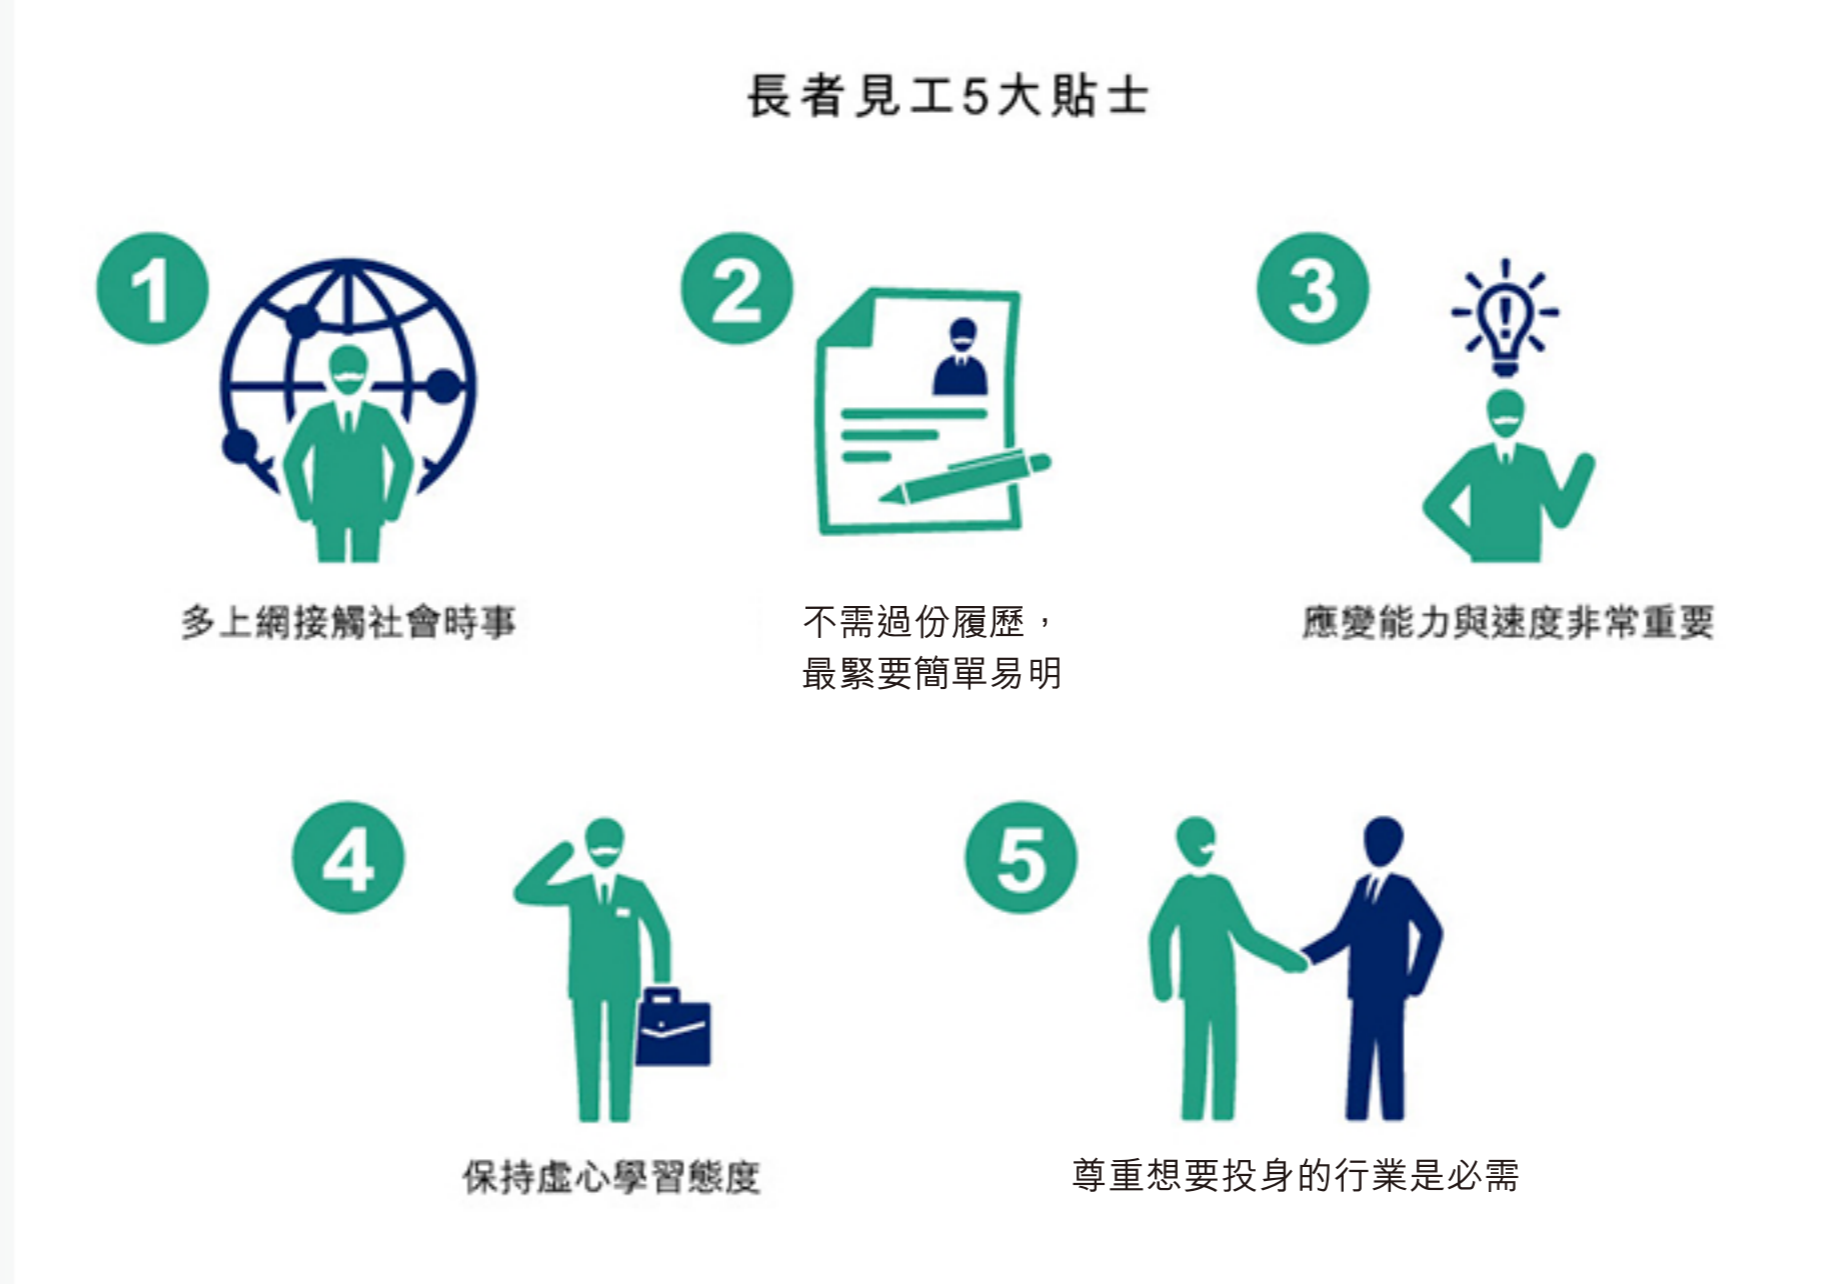 長者見工5大貼士
1
2
3
多上網接觸社會時事
不需過份履歷，
最緊要簡單易明
應變能力與速度非常重要
4
5
保持虛心學習態度
尊重想要投身的行業是必需